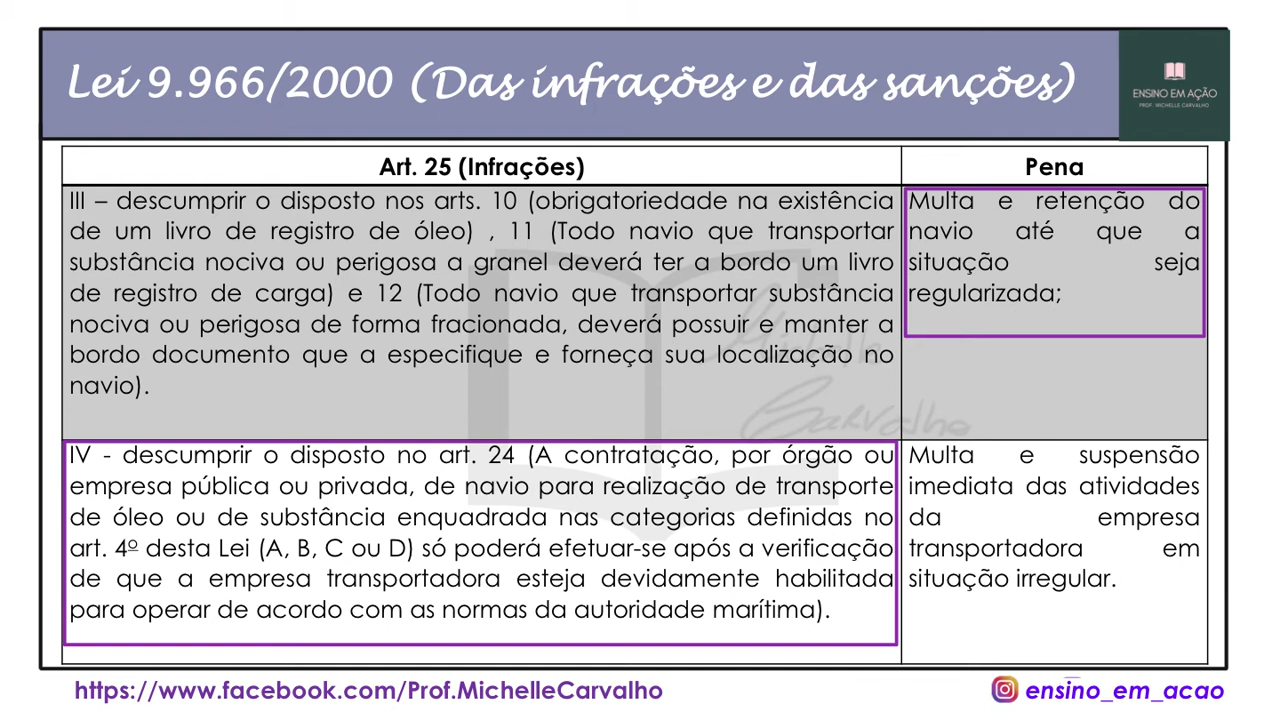 Lei 9.966/2000 (Das infrações e das sanções)
ENSINO EM AÇÃO
PROF. MICHELLE CARVALHO
Art. 25 (Infrações)
Pena
III – descumprir o disposto nos arts. 10 (obrigatoriedade na existência
de um livro de registro de óleo) , 11 (Todo navio que transportar
substância nociva ou perigosa a granel deverá ter a bordo um livro
de registro de carga) e 12 (Todo navio que transportar substância
nociva ou perigosa de forma fracionada, deverá possuir e manter a
bordo documento que a especifique e forneça sua localização no
navio).
Multa e retenção do
navio até que a
situação seja
regularizada;
IV - descumprir o disposto no art. 24 (A contratação, por órgão ou
empresa pública ou privada, de navio para realização de transporte
de óleo ou de substância enquadrada nas categorias definidas no
art. 4º desta Lei (A, B, C ou D) só poderá efetuar-se após a verificação
de que a empresa transportadora esteja devidamente habilitada
para operar de acordo com as normas da autoridade marítima).
Multa e suspensão
imediata das atividades
da empresa
transportadora em
situação irregular.
Michelle
Carvalho
https://www.facebook.com/Prof.MichelleCarvalho
ensino_em_acao